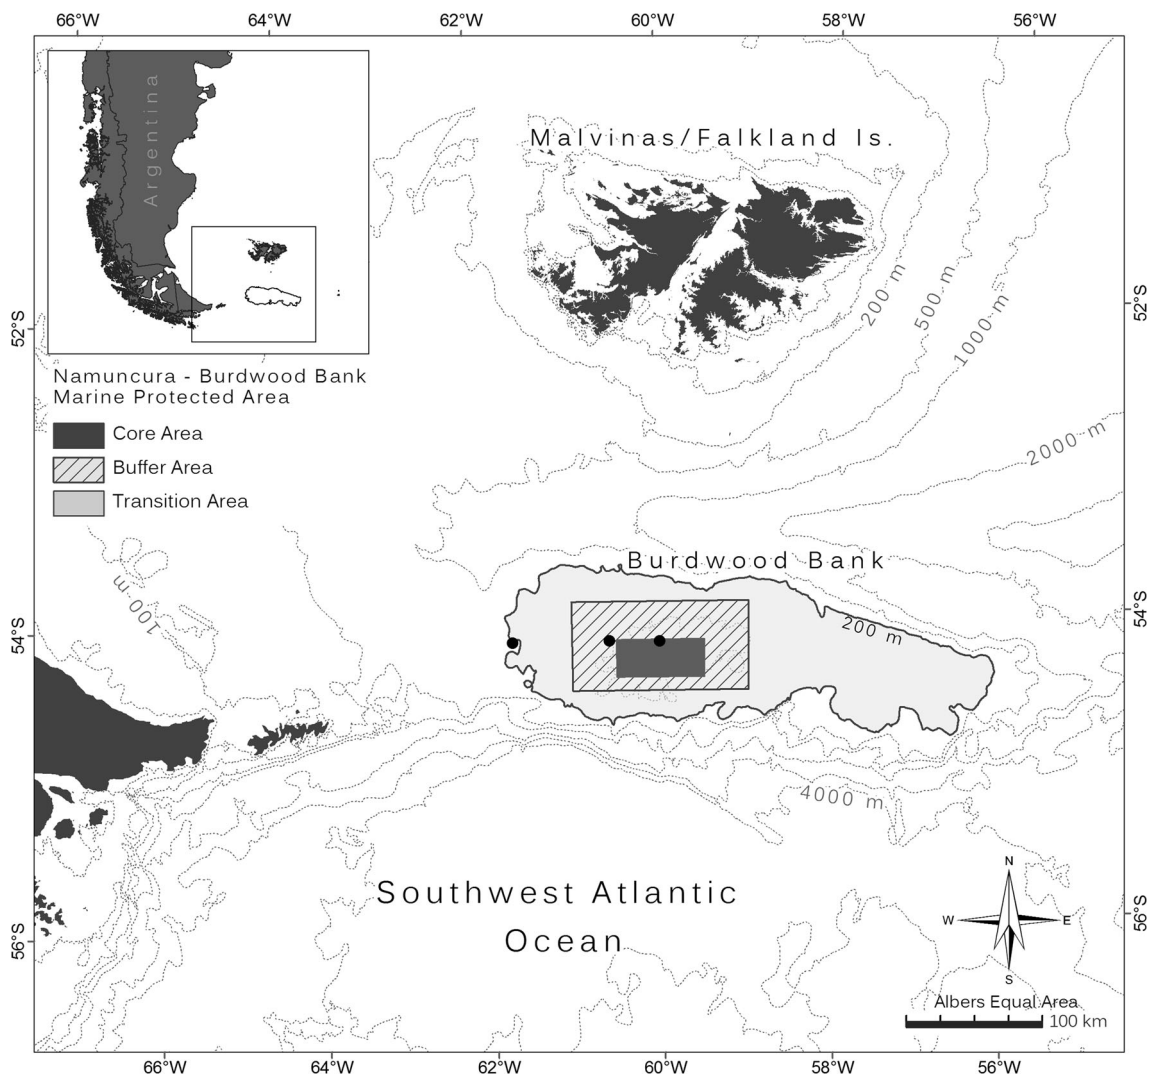 66°W 64°W 62°W 60°W 58°W 56°W
Argentina
Malvinas/Falkland Is.
200 m
500 m
1000 m
2000 m
52°S
52°S
Namuncura - Burdwood Bank
Marine Protected Area
Core Area
Buffer Area
Transition Area
Burdwood Bank
100 m
200 m
54°S
54°S
4000 m
Southwest Atlantic
Ocean
N
W E
S
56°S
56°S
Albers Equal Area
100 km
66°W 64°W 62°W 60°W 58°W 56°W